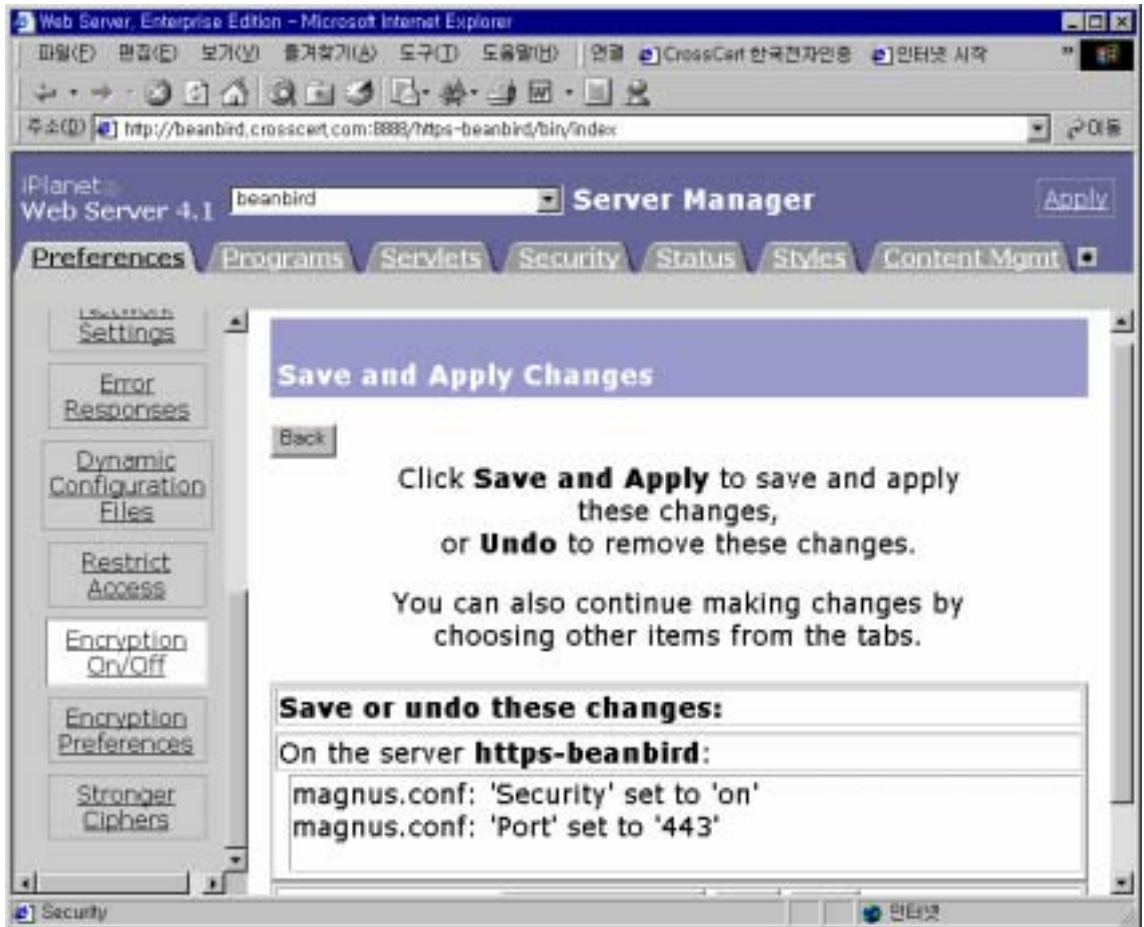 Web Server, Enterprise Edition - Microsoft Internet Explorer
파일(F) 편집(E) 보기(V) 즐겨찾기(A) 도구(T) 도움말(H) 연결 CrossCert 한국전자인증 인터넷 시작 »
주소(D) http://beanbird.crosscert.com:8888/https-beanbird/bin/index 이동
iPlanet
Web Server 4.1 beanbird Server Manager Apply
Preferences Programs Servlets Security Status Styles Content Mgmt
Network
Settings
Error
Responses
Dynamic
Configuration
Files
Restrict
Access
Encryption
On/Off
Encryption
Preferences
Stronger
Ciphers
Save and Apply Changes
Back
Click Save and Apply to save and apply
these changes,
or Undo to remove these changes.
You can also continue making changes by
choosing other items from the tabs.
Save or undo these changes:
On the server https-beanbird:
magnus.conf: 'Security' set to 'on'
magnus.conf: 'Port' set to '443'
Security 인터넷